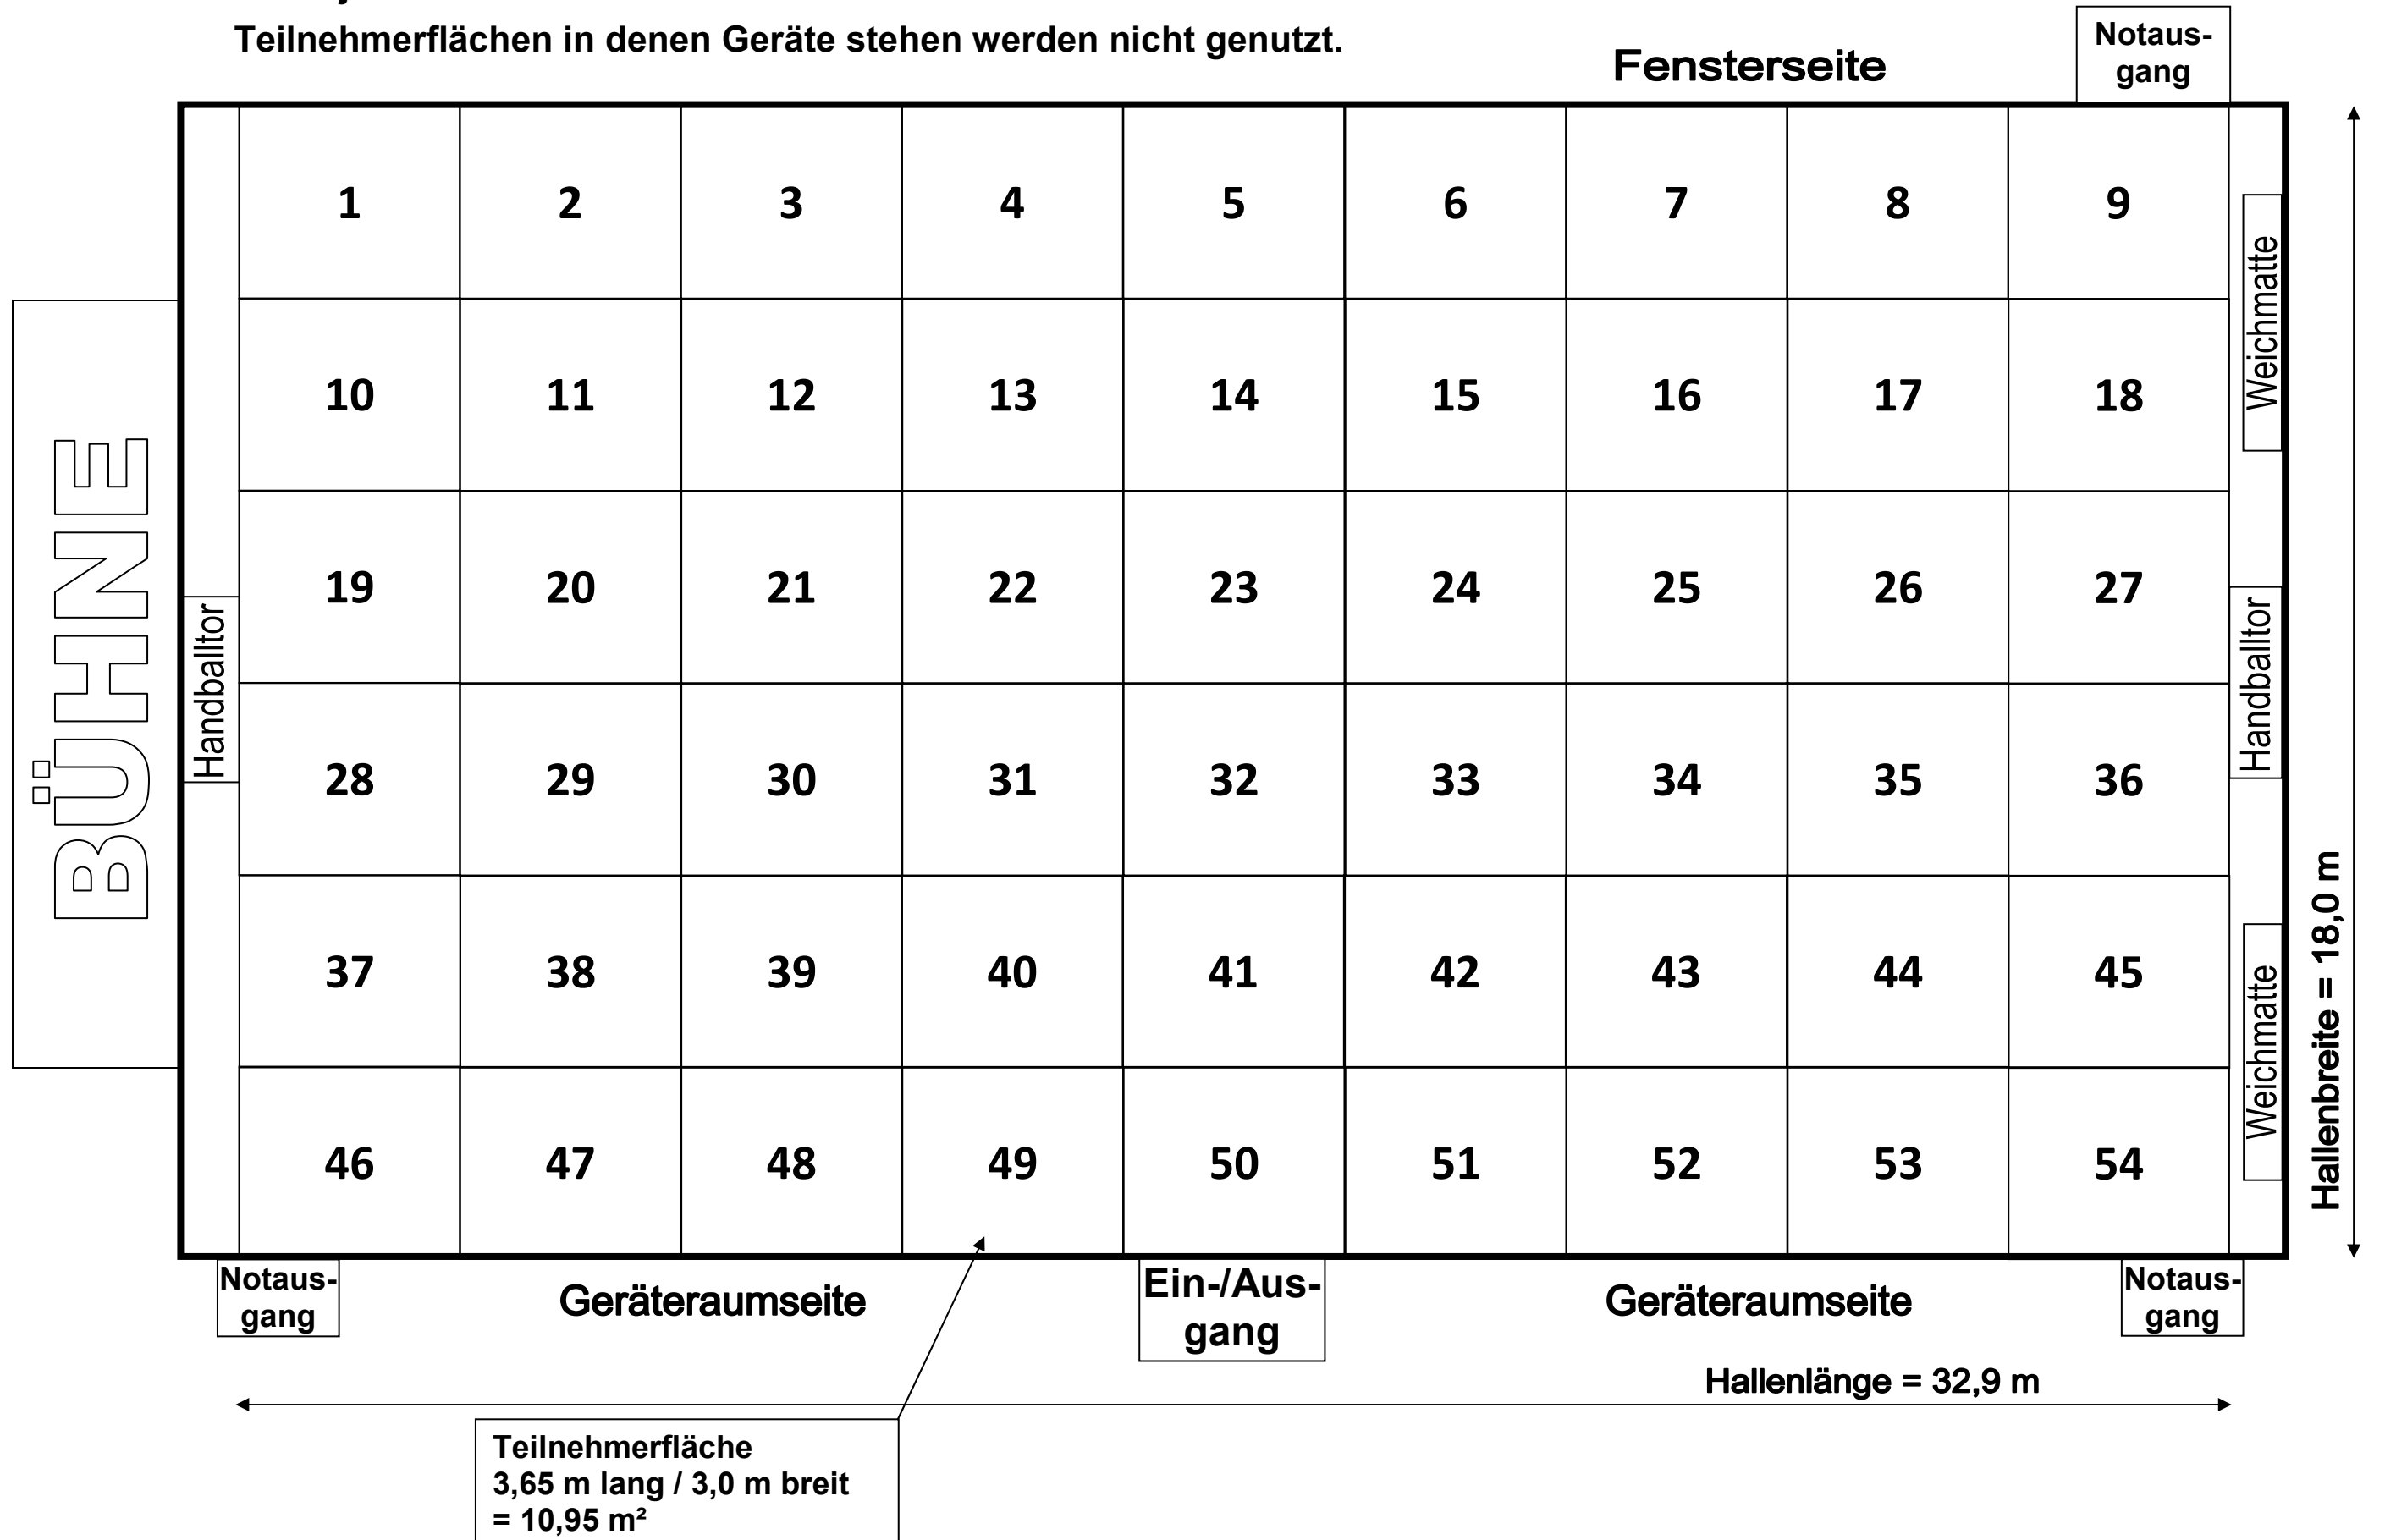 Teilnehmerflächen in denen Geräte stehen werden nicht genutzt.
Fensterseite
Notaus-
gang
1 2 3 4 5 6 7 8 9
10 11 12 13 14 15 16 17 18
19 20 21 22 23 24 25 26 27
28 29 30 31 32 33 34 35 36
37 38 39 40 41 42 43 44 45
46 47 48 49 50 51 52 53 54
BÜHNE
Handballtor
Weichmatte
Handballtor
Weichmatte
Hallenbreite = 18,0 m
Notaus-
gang
Geräteraumseite
Ein-/Aus-
gang
Geräteraumseite
Notaus-
gang
Hallenlänge = 32,9 m
Teilnehmerfläche
3,65 m lang / 3,0 m breit
= 10,95 m²